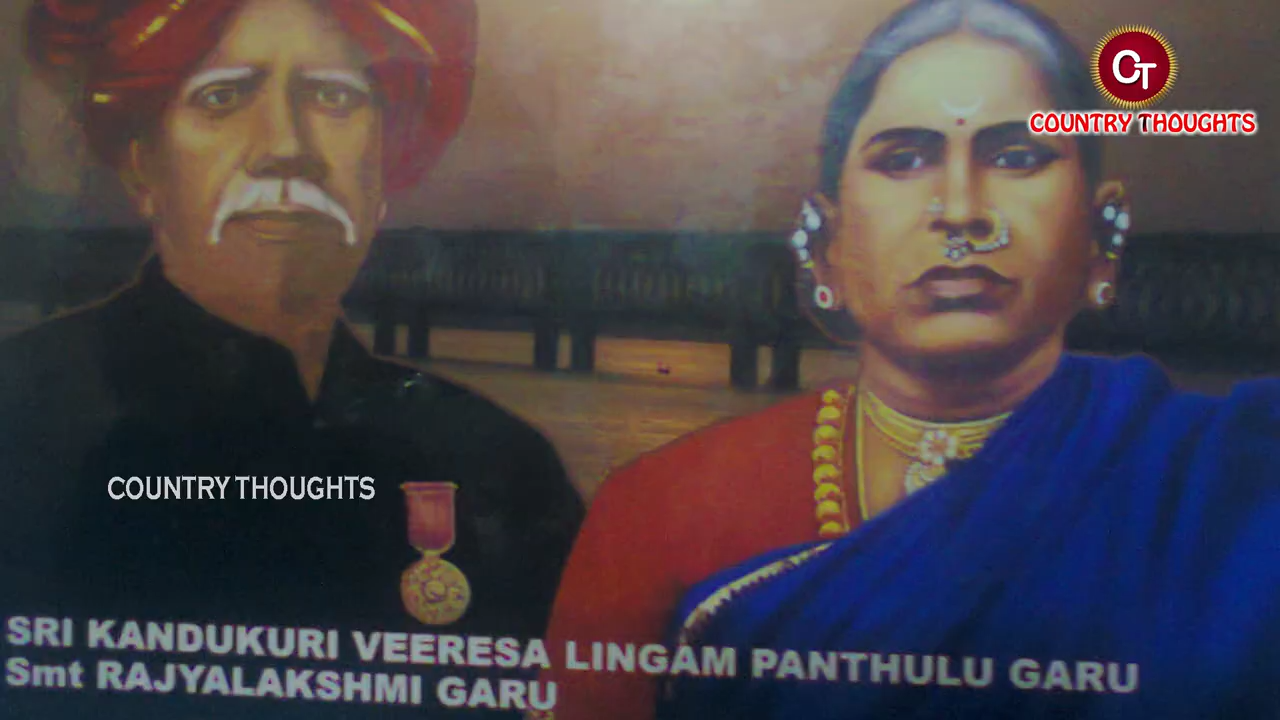 CT
COUNTRY THOUGHTS
COUNTRY THOUGHTS
SRI KANDUKURI VEERESA LINGAM PANTHULU GARU
Smt RAJYALAKSHMI GARU